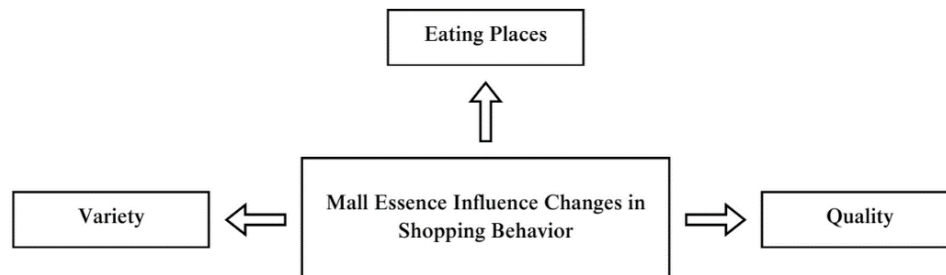 Eating Places
Variety
Mall Essence Influence Changes in
Shopping Behavior
Quality